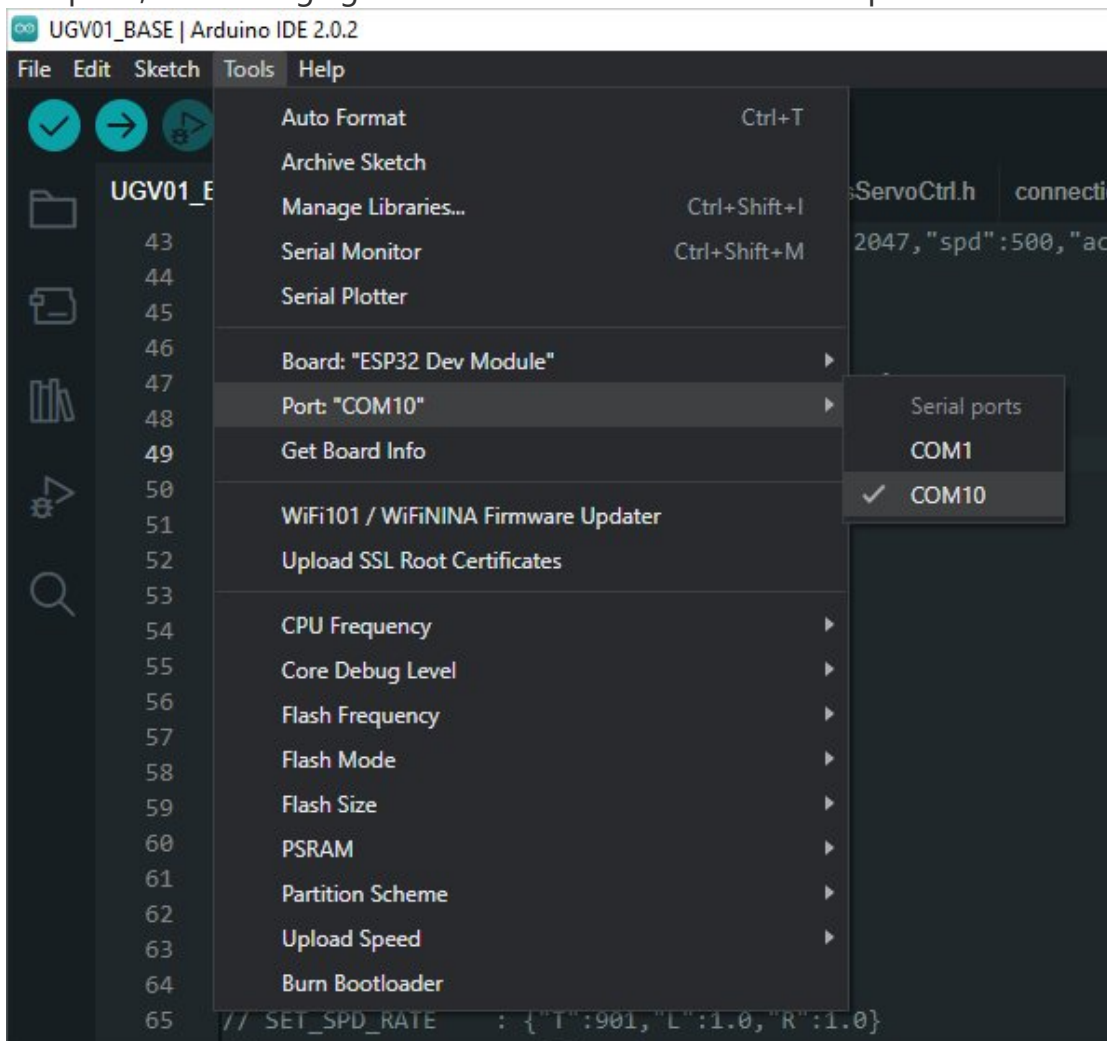 UGV01_BASE | Arduino IDE 2.0.2
File Edit Sketch Tools Help
Auto Format Ctrl+T
Archive Sketch
UGV01_B
sServoCtrl.h connecti
Manage Libraries... Ctrl+Shift+I
43 2047,"spd":500,"ac
Serial Monitor Ctrl+Shift+M
44
Serial Plotter
45
46
Board: "ESP32 Dev Module"
47
Port: "COM10" Serial ports
48
49 Get Board Info COM1
50 COM10
51 WiFi101 / WiFiNINA Firmware Updater
52 Upload SSL Root Certificates
53
54 CPU Frequency
55 Core Debug Level
56 Flash Frequency
57
58 Flash Mode
59 Flash Size
60 PSRAM
61
Partition Scheme
62
63 Upload Speed
64 Burn Bootloader
65 // SET_SPD_RATE : {"T":901,"L":1.0,"R":1.0}